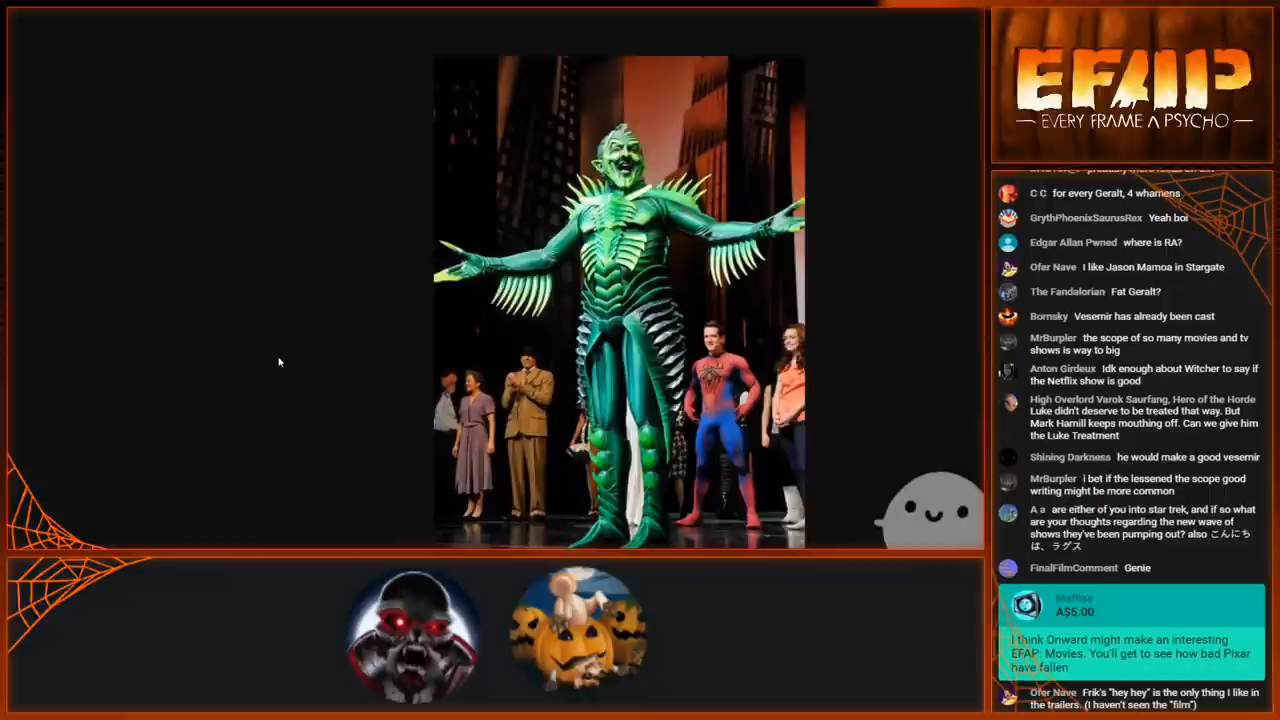 EFAP
EVERY FRAME A PSYCHO
C C for every Geralt, 4 whamens
GrythPhoenixSaurusRex Yeah boi
Edgar Allan Pwned where is RA?
Ofer Nave I like Jason Mamoa in Stargate
The Fandalorian Fat Geralt?
Bornsky Vesemir has already been cast
MrBurpler the scope of so many movies and tv
shows is way to big
Anton Girdeux Idk enough about Witcher to say if
the Netflix show is good
High Overlord Varok Saurfang, Hero of the Horde
Luke didn't deserve to be treated that way. But
Mark Hamill keeps mouthing off. Can we give him
the Luke Treatment
Shining Darkness he would make a good vesemir
MrBurpler i bet if the lessened the scope good
writing might be more common
A a are either of you into star trek, and if so what
are your thoughts regarding the new wave of
shows they've been pumping out? also こんにち
は、ラグス
FinalFilmComment Genie
Maffise
A$5.00
I think Onward might make an interesting
EFAP: Movies. You'll get to see how bad Pixar
have fallen
Ofer Nave Frik's "hey hey" is the only thing I like in
the trailers. (I haven't seen the "film")